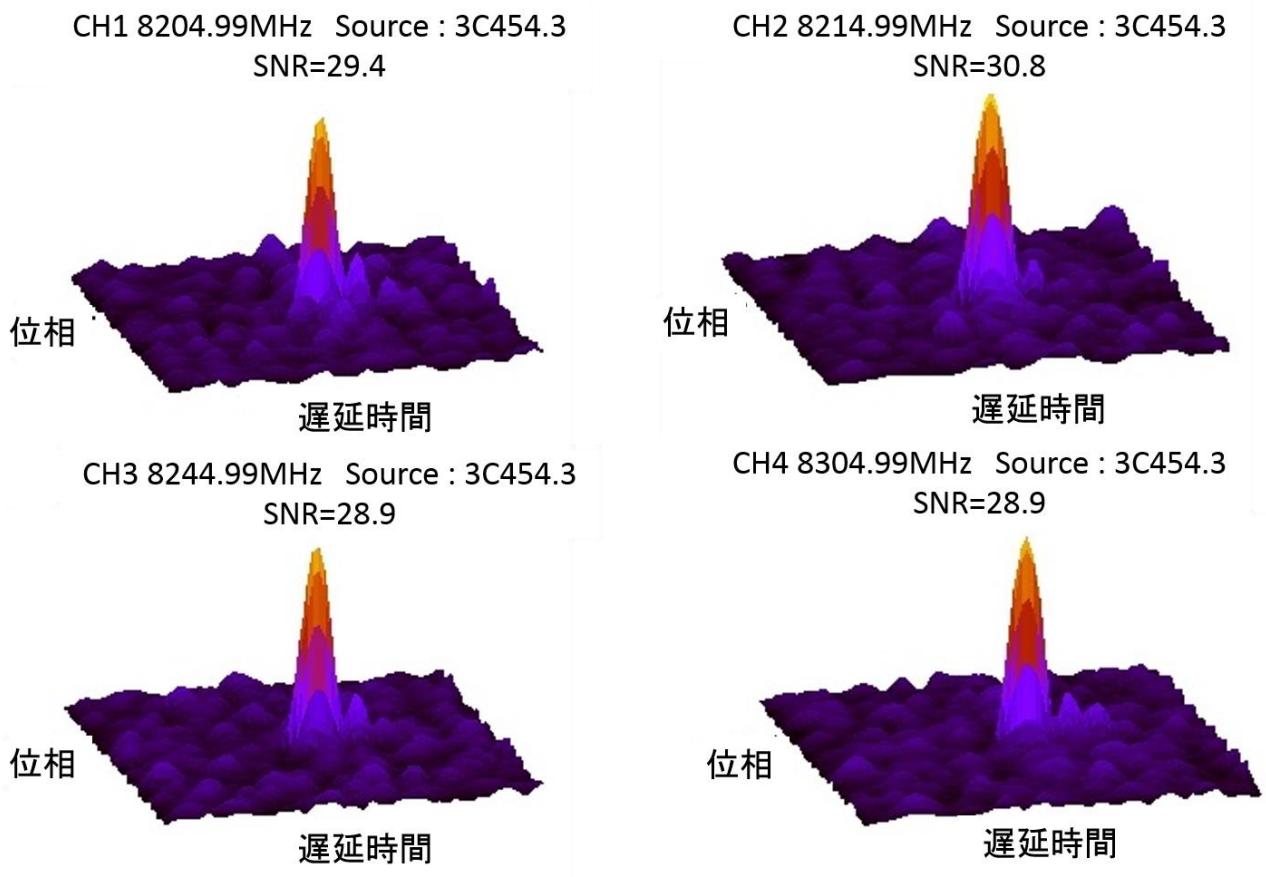 CH1 8204.99MHz Source : 3C454.3
SNR=29.4
位相
遅延時間
CH2 8214.99MHz Source : 3C454.3
SNR=30.8
位相
遅延時間
CH3 8244.99MHz Source : 3C454.3
SNR=28.9
位相
遅延時間
CH4 8304.99MHz Source : 3C454.3
SNR=28.9
位相
遅延時間